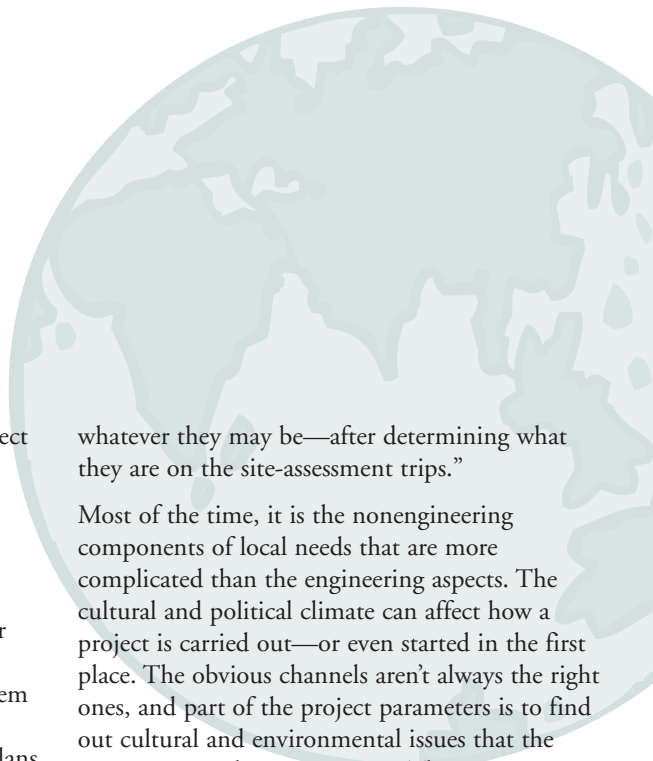 ect
r
em
lans
whatever they may be—after determining what
they are on the site-assessment trips.”
Most of the time, it is the nonengineering
components of local needs that are more
complicated than the engineering aspects. The
cultural and political climate can affect how a
project is carried out—or even started in the first
place. The obvious channels aren’t always the right
ones, and part of the project parameters is to find
out cultural and environmental issues that the